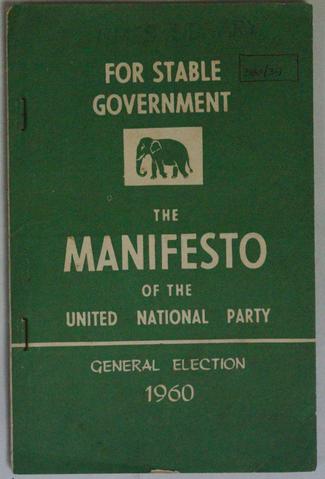 FOR STABLE
GOVERNMENT
THE
MANIFESTO
OF THE
UNITED NATIONAL PARTY
GENERAL ELECTION
1960